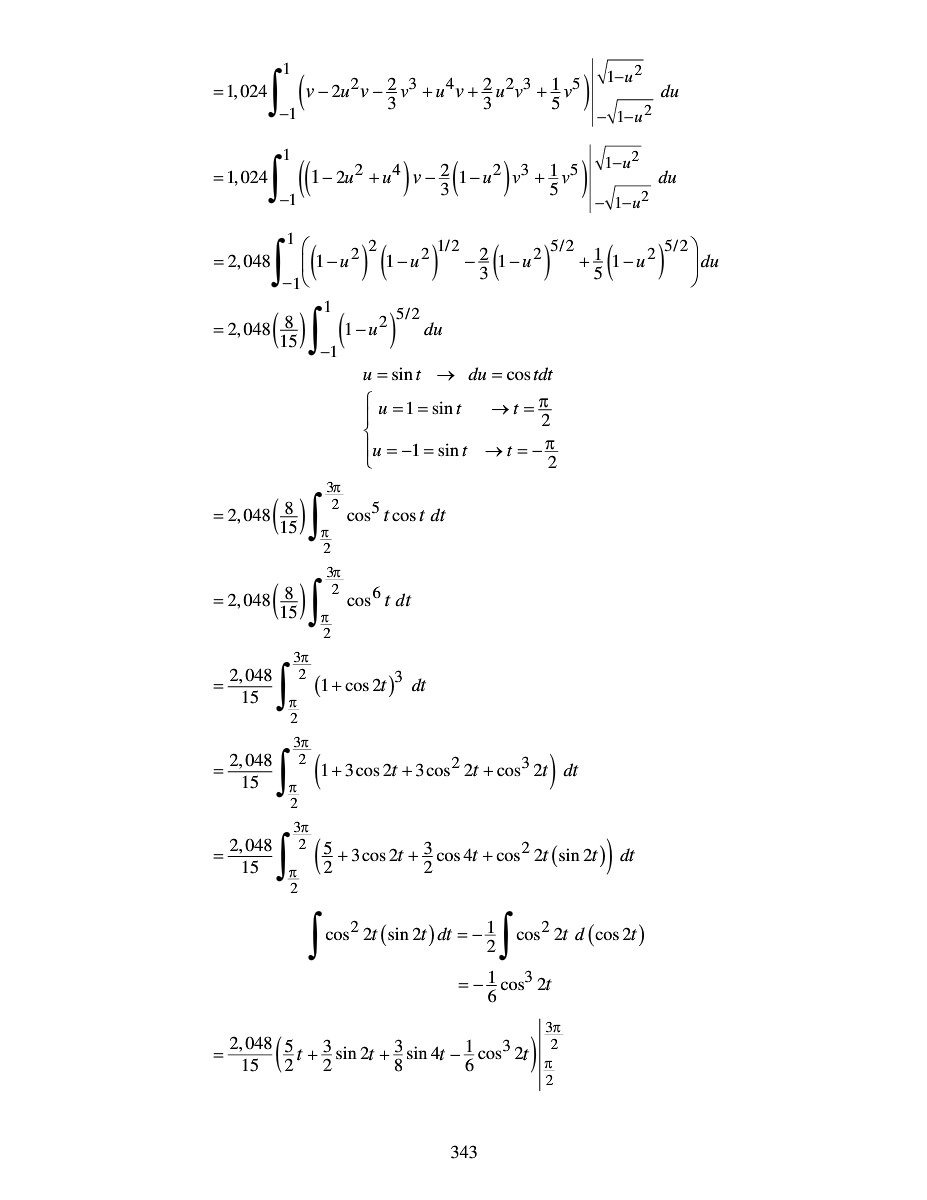 = 1,024 ∫_{−1}^{1} (v − 2u²v − 2/3 v³ + u⁴v + 2/3 u²v³ + 1/5 v⁵) |_{−√(1−u²)}^{√(1−u²)} du
= 1,024 ∫_{−1}^{1} ((1 − 2u² + u⁴) v − 2/3 (1 − u²) v³ + 1/5 v⁵) |_{−√(1−u²)}^{√(1−u²)} du
= 2,048 ∫_{−1}^{1} ((1 − u²)² (1 − u²)^{1/2} − 2/3 (1 − u²)^{5/2} + 1/5 (1 − u²)^{5/2}) du
= 2,048 (8/15) ∫_{−1}^{1} (1 − u²)^{5/2} du
u = sin t → du = cos tdt
{ u = 1 = sin t → t = π/2
u = −1 = sin t → t = −π/2
= 2,048 (8/15) ∫_{π/2}^{3π/2} cos⁵ t cos t dt
= 2,048 (8/15) ∫_{π/2}^{3π/2} cos⁶ t dt
= 2,048/15 ∫_{π/2}^{3π/2} (1 + cos 2t)³ dt
= 2,048/15 ∫_{π/2}^{3π/2} (1 + 3 cos 2t + 3 cos² 2t + cos³ 2t) dt
= 2,048/15 ∫_{π/2}^{3π/2} (5/2 + 3 cos 2t + 3/2 cos 4t + cos² 2t (sin 2t)) dt
∫ cos² 2t (sin 2t) dt = −1/2 ∫ cos² 2t d (cos 2t)
= −1/6 cos³ 2t
= 2,048/15 (5/2 t + 3/2 sin 2t + 3/8 sin 4t − 1/6 cos³ 2t) |_{π/2}^{3π/2}
343